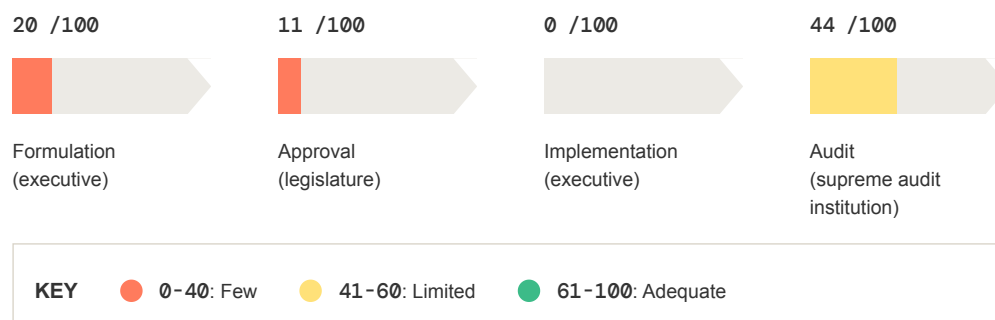 20 /100
11 /100
0 /100
44 /100
Formulation
(executive)
Approval
(legislature)
Implementation
(executive)
Audit
(supreme audit
institution)
KEY
0-40: Few
41-60: Limited
61-100: Adequate